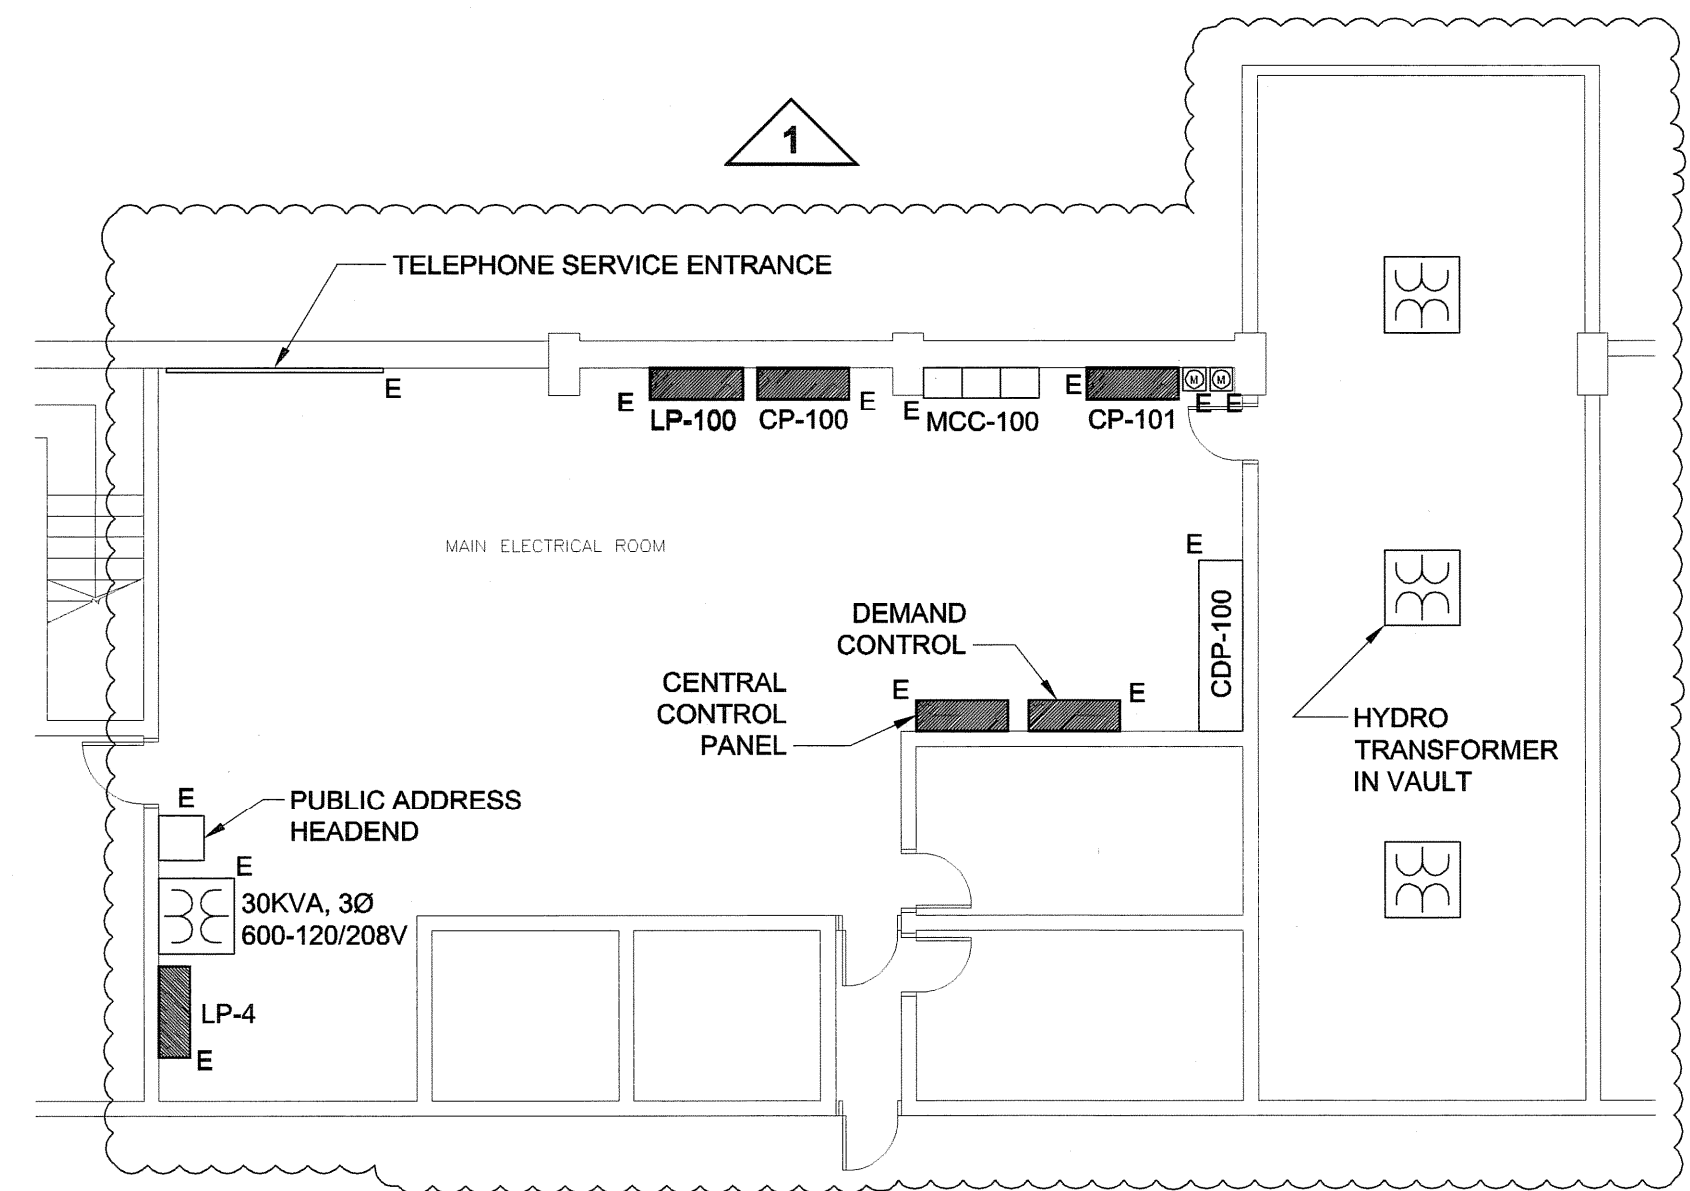 1
TELEPHONE SERVICE ENTRANCE
E
E
LP-100
CP-100
E
E
MCC-100
E
CP-101
M
M
E
E
MAIN ELECTRICAL ROOM
E
CDP-100
DEMAND
CONTROL
E
CENTRAL
CONTROL
PANEL
E
HYDRO
TRANSFORMER
IN VAULT
E
PUBLIC ADDRESS
HEADEND
E
30KVA, 3Ø
600-120/208V
LP-4
E